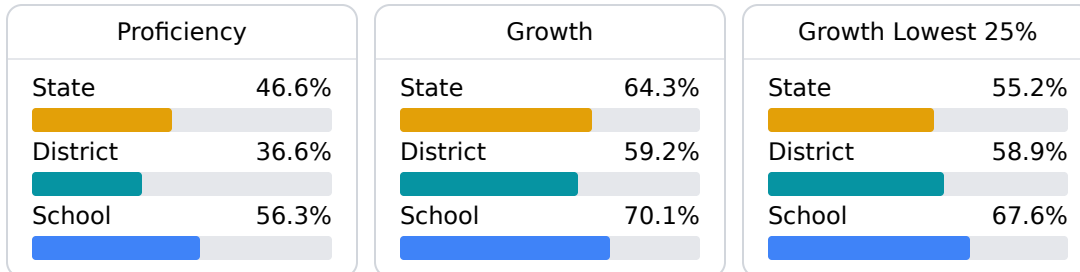 Proficiency
State 46.6%
District 36.6%
School 56.3%
Growth
State 64.3%
District 59.2%
School 70.1%
Growth Lowest 25%
State 55.2%
District 58.9%
School 67.6%